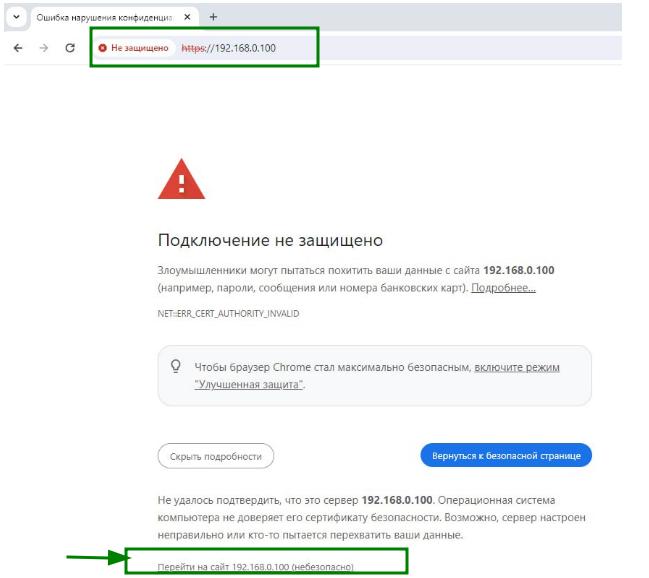 Ошибка нарушения конфиденциа
Не защищено https://192.168.0.100
Подключение не защищено
Злоумышленники могут пытаться похитить ваши данные с сайта 192.168.0.100
(например, пароли, сообщения или номера банковских карт). Подробнее...
NET::ERR_CERT_AUTHORITY_INVALID
Чтобы браузер Chrome стал максимально безопасным, включите режим
"Улучшенная защита".
Скрыть подробности
Вернуться к безопасной странице
Не удалось подтвердить, что это сервер 192.168.0.100. Операционная система
компьютера не доверяет его сертификату безопасности. Возможно, сервер настроен
неправильно или кто-то пытается перехватить ваши данные.
Перейти на сайт 192.168.0.100 (небезопасно)